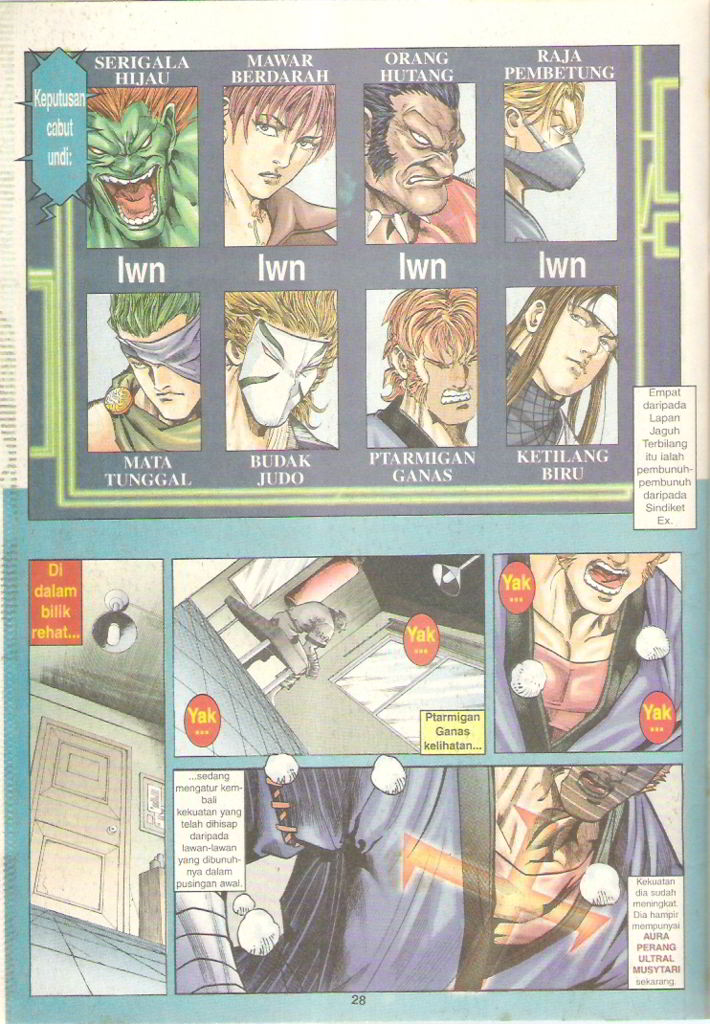 Keputusan
cabut
undi:
SERIGALA
HIJAU
MAWAR
BERDARAH
ORANG
HUTANG
RAJA
PEMBETUNG
lwn
lwn
lwn
lwn
MATA
TUNGGAL
BUDAK
JUDO
PTARMIGAN
GANAS
KETILANG
BIRU
Empat
daripada
Lapan
Jaguh
Terbilang
itu ialah
pembunuh-
pembunuh
daripada
Sindiket
Ex.
Di
dalam
bilik
rehat...
Yak
...
Yak
...
Ptarmigan
Ganas
kelihatan...
Yak
...
Yak
...
...sedang
mengatur kem-
bali
kekuatan yang
telah dihisap
daripada
lawan-lawan
yang dibunuh-
nya dalam
pusingan awal.
Kekuatan
dia sudah
meningkat.
Dia hampir
mempunyai
AURA
PERANG
ULTRAL
MUSYTARI
sekarang.
28